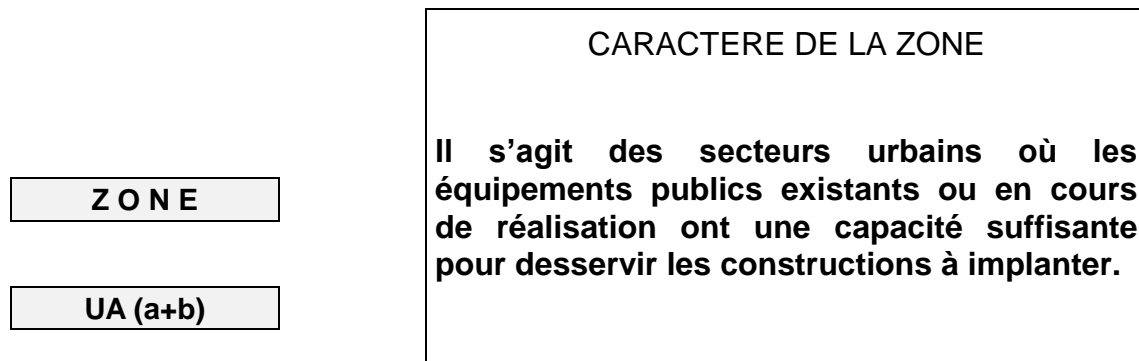 CARACTERE DE LA ZONE
Il s’agit des secteurs urbains où les
équipements publics existants ou en cours
de réalisation ont une capacité suffisante
pour desservir les constructions à implanter.
Z O N E
UA (a+b)